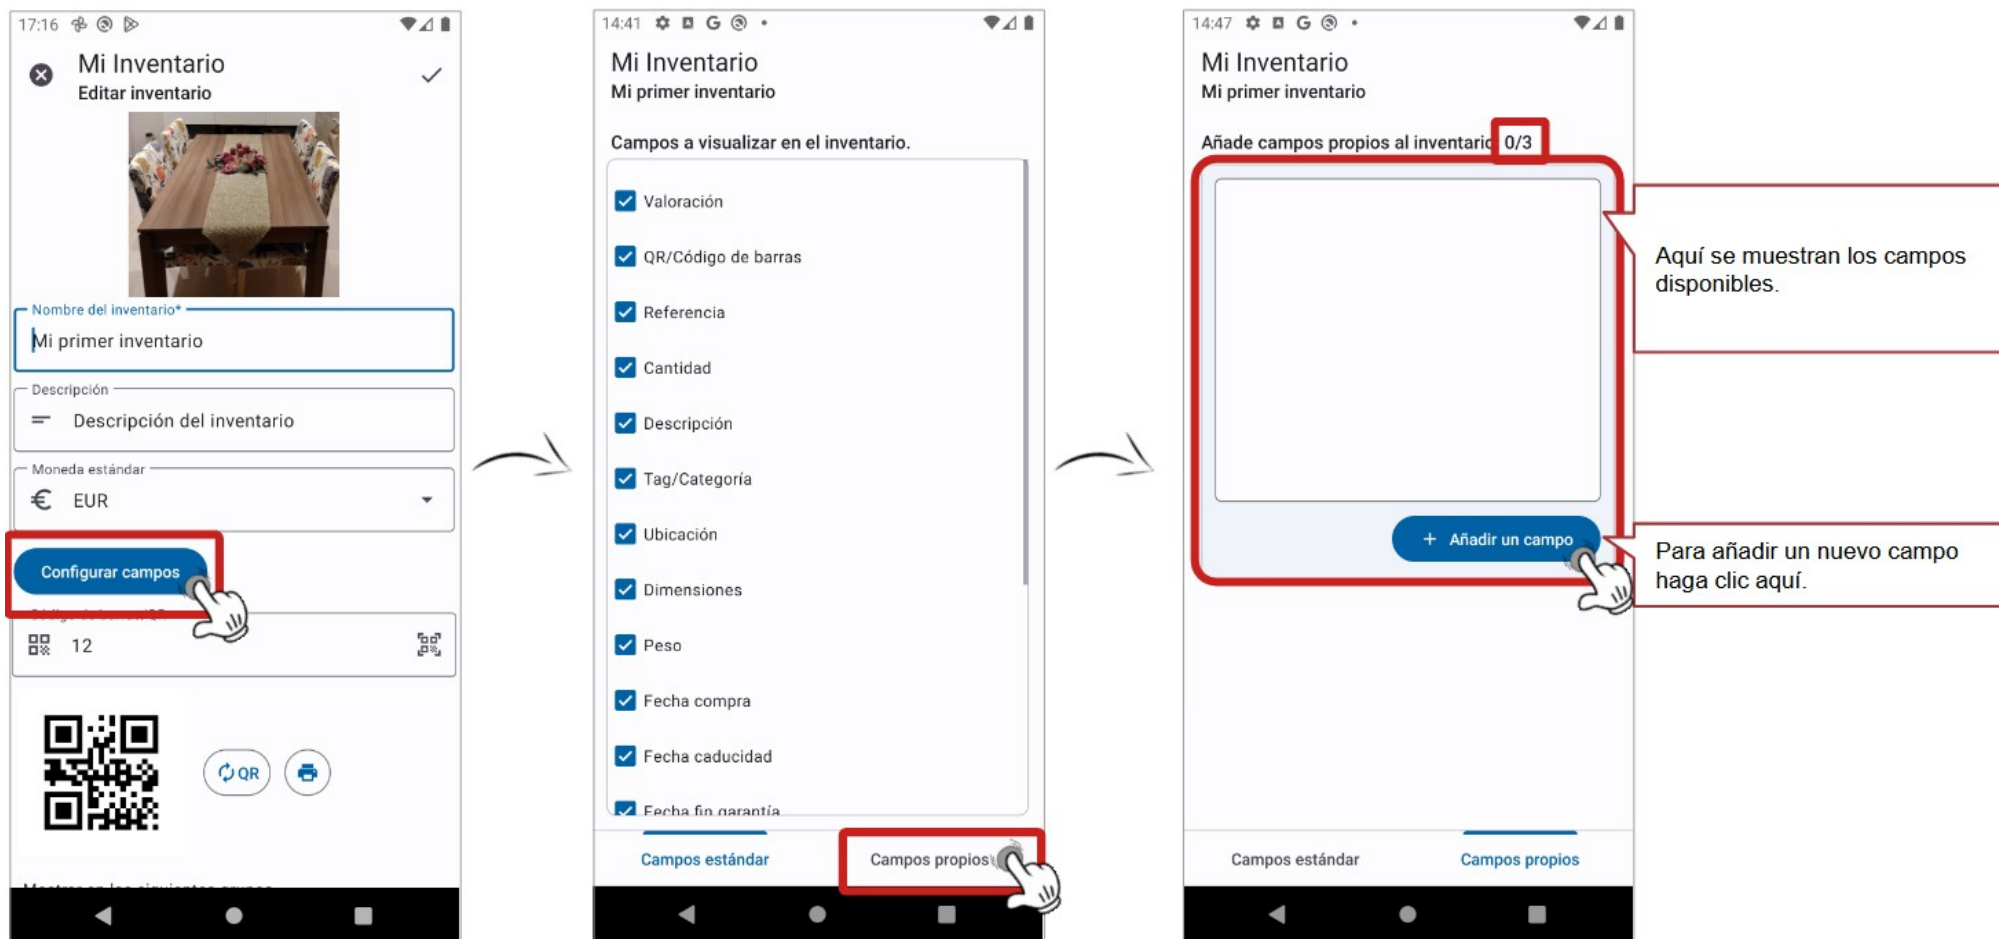 17:16
Mi Inventario
Editar inventario
Nombre del inventario*
Mi primer inventario
Descripción
Descripción del inventario
Moneda estándar
€ EUR
Configurar campos
12
QR
14:41
Mi Inventario
Mi primer inventario
Campos a visualizar en el inventario.
Valoración
QR/Código de barras
Referencia
Cantidad
Descripción
Tag/Categoría
Ubicación
Dimensiones
Peso
Fecha compra
Fecha caducidad
Fecha fin garantía
Campos estándar
Campos propios
14:47
Mi Inventario
Mi primer inventario
Añade campos propios al inventario 0/3
+ Añadir un campo
Campos estándar
Campos propios
Aquí se muestran los campos
disponibles.
Para añadir un nuevo campo
haga clic aquí.